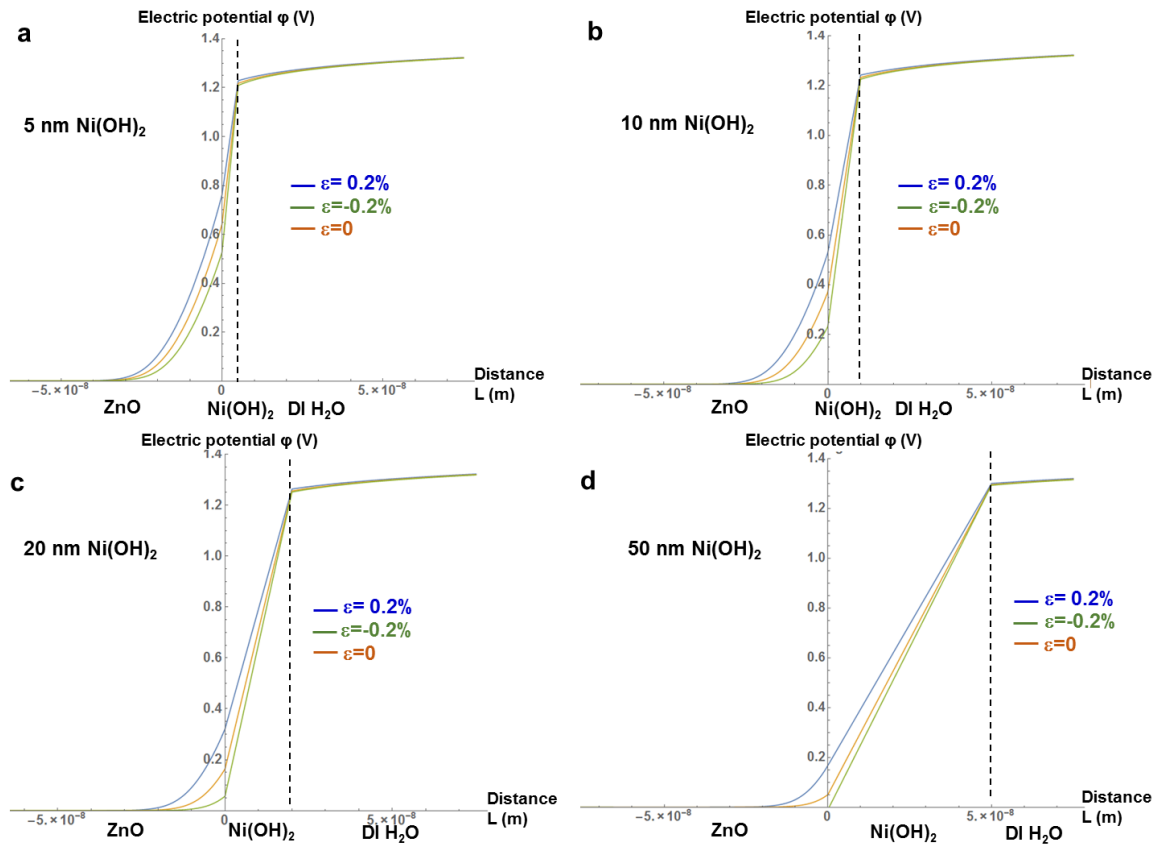 a
Electric potential φ (V)
1.4
1.2
1.0
0.8
0.6
0.4
0.2
5 nm Ni(OH)₂
ε= 0.2%
ε=-0.2%
ε=0
−5.×10⁻⁸
0
5.×10⁻⁸
Distance
L (m)
ZnO
Ni(OH)₂
DI H₂O
b
Electric potential φ (V)
1.4
1.2
1.0
0.8
0.6
0.4
0.2
10 nm Ni(OH)₂
ε= 0.2%
ε=-0.2%
ε=0
−5.×10⁻⁸
0
5.×10⁻⁸
Distance
L (m)
ZnO
Ni(OH)₂
DI H₂O
c
Electric potential φ (V)
1.4
1.2
1.0
0.8
0.6
0.4
0.2
20 nm Ni(OH)₂
ε= 0.2%
ε=-0.2%
ε=0
−5.×10⁻⁸
0
5.×10⁻⁸
Distance
L (m)
ZnO
Ni(OH)₂
DI H₂O
d
Electric potential φ (V)
1.4
1.2
1.0
0.8
0.6
0.4
0.2
50 nm Ni(OH)₂
ε= 0.2%
ε=-0.2%
ε=0
−5.×10⁻⁸
0
5.×10⁻⁸
Distance
L (m)
ZnO
Ni(OH)₂
DI H₂O